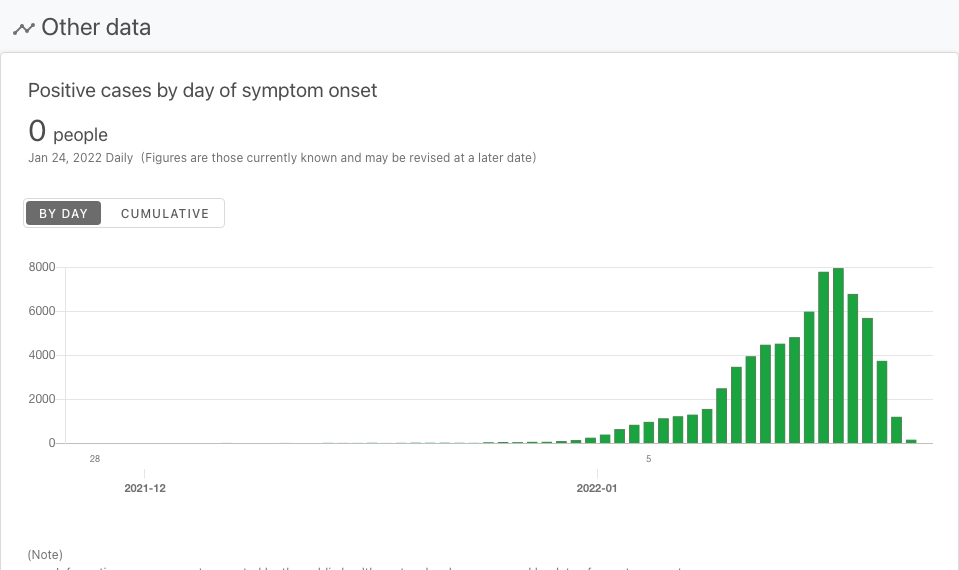 Other data
Positive cases by day of symptom onset
0 people
Jan 24, 2022 Daily (Figures are those currently known and may be revised at a later date)
BY DAY CUMULATIVE
8000
6000
4000
2000
0
28 5
2021-12 2022-01
(Note)